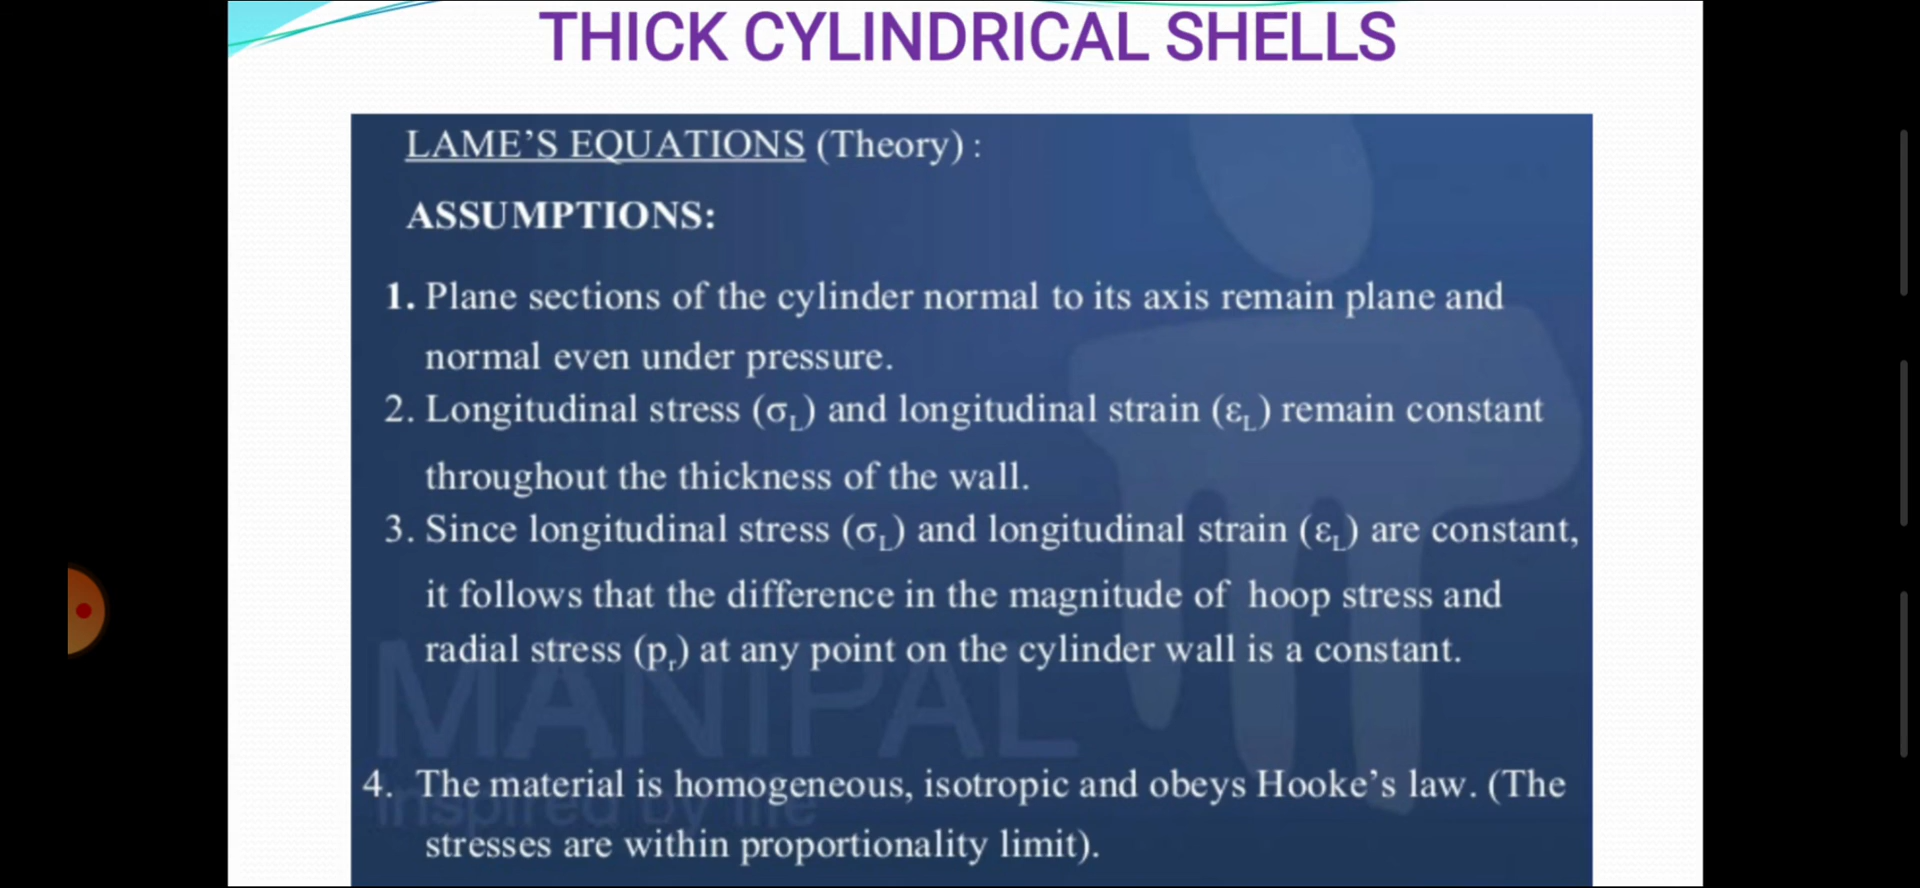 THICK CYLINDRICAL SHELLS
LAME’S EQUATIONS (Theory) :
ASSUMPTIONS:
1. Plane sections of the cylinder normal to its axis remain plane and
normal even under pressure.
2. Longitudinal stress (σL) and longitudinal strain (εL) remain constant
throughout the thickness of the wall.
3. Since longitudinal stress (σL) and longitudinal strain (εL) are constant,
it follows that the difference in the magnitude of hoop stress and
radial stress (pr) at any point on the cylinder wall is a constant.
MANIPAL
4. The material is homogeneous, isotropic and obeys Hooke’s law. (The
inspired by life
stresses are within proportionality limit).